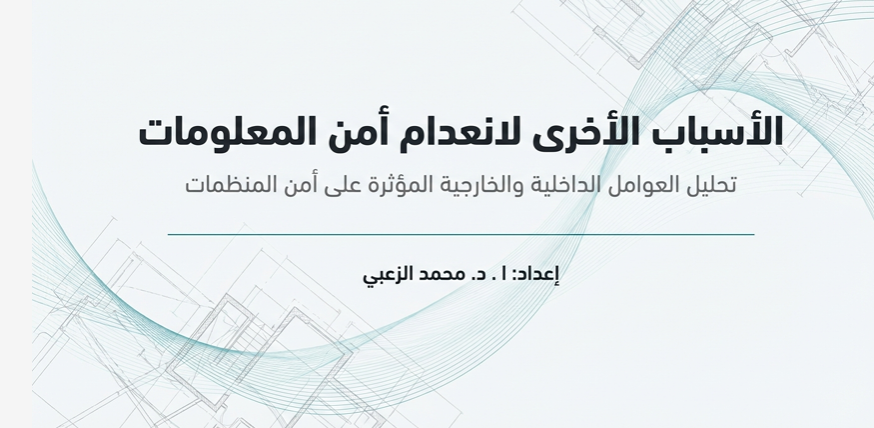 الأسباب الأخرى لانعدام أمن المعلومات
تحليل العوامل الداخلية والخارجية المؤثرة على أمن المنظمات
إعداد: ا . د. محمد الزعبي